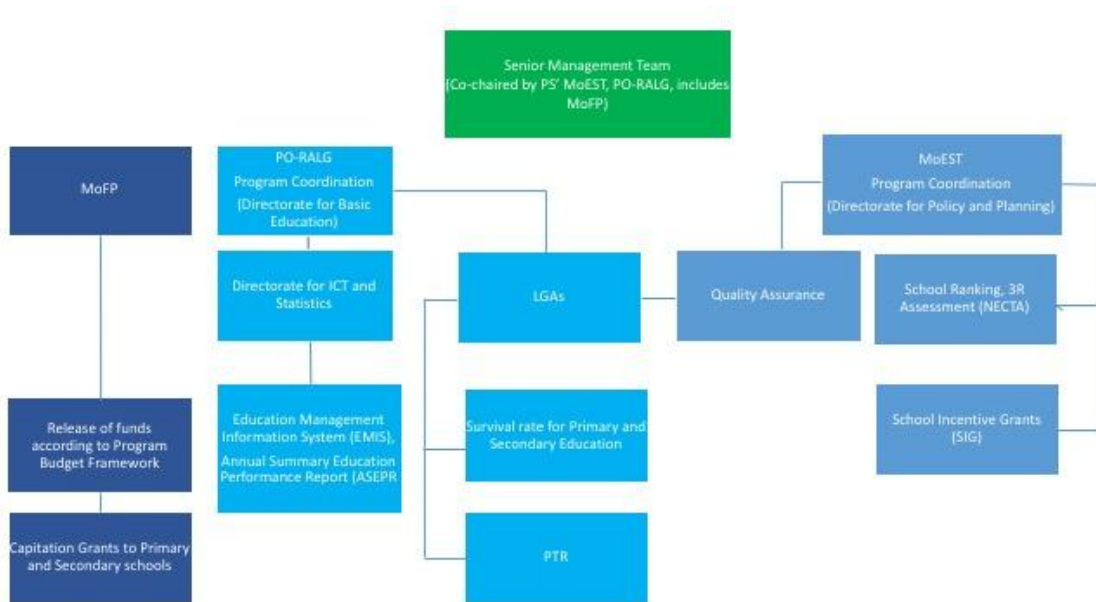 Senior Management Team
(Co-chaired by PS' MoEST, PO-RALG, includes
MoFP)
MoFP
PO-RALG
Program Coordination
(Directorate for Basic
Education)
MoEST
Program Coordination
(Directorate for Policy and Planning)
Directorate for ICT and
Statistics
LGAs
Quality Assurance
School Ranking, 3R
Assessment (NECTA)
Release of funds
according to Program
Budget Framework
Education Management
Information System (EMIS),
Annual Summary Education
Performance Report (ASEPR
Survival rate for Primary and
Secondary Education
School Incentive Grants
(SIG)
Capitation Grants to Primary
and Secondary schools
PTR